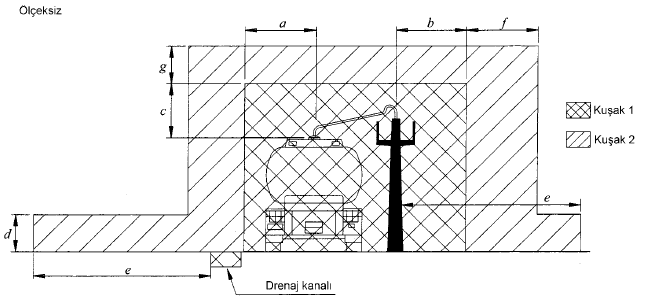 Ölçeksiz
a
b
f
g
c
Kuşak 1
Kuşak 2
e
d
e
Drenaj kanalı